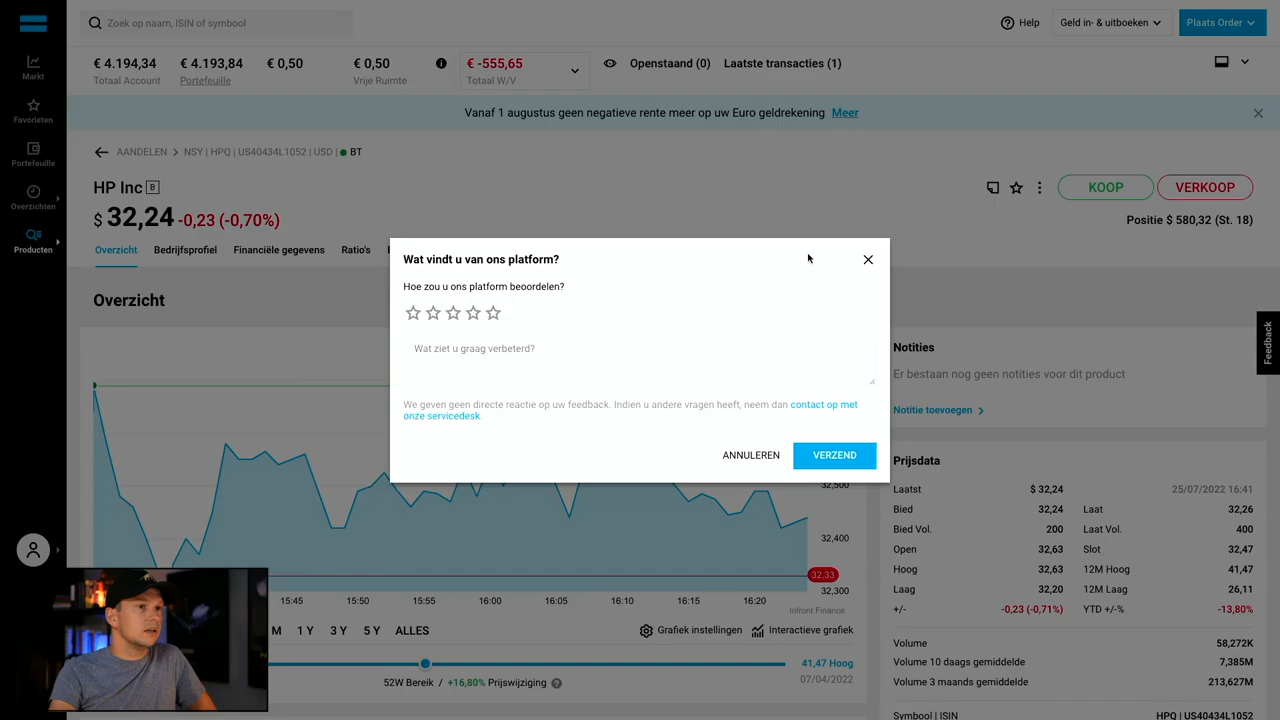 Zoek op naam, ISIN of symbool
Help
Geld in- & uitboeken
Plaats Order
€ 4.194,34
Totaal Account
€ 4.193,84
Portefeuille
€ 0,50
€ 0,50
Vrije Ruimte
€ -555,65
Totaal W/V
Openstaand (0)
Laatste transacties (1)
Markt
Favorieten
Portefeuille
Overzichten
Producten
Vanaf 1 augustus geen negatieve rente meer op uw Euro geldrekening Meer
AANDELEN > NSY | HPQ | US40434L1052 | USD | BT
HP Inc B
$ 32,24 -0,23 (-0,70%)
KOOP
VERKOOP
Positie $ 580,32 (St. 18)
Overzicht
Bedrijfsprofiel
Financiële gegevens
Ratio's
Overzicht
Wat vindt u van ons platform?
Hoe zou u ons platform beoordelen?
Wat ziet u graag verbeterd?
We geven geen directe reactie op uw feedback. Indien u andere vragen heeft, neem dan contact op met
onze servicedesk
ANNULEREN
VERZEND
Feedback
Notities
Er bestaan nog geen notities voor dit product
Notitie toevoegen
32,500
32,400
32,33
32,300
15:45
15:50
15:55
16:00
16:05
16:10
16:15
16:20
Infront Finance
M
1 Y
3 Y
5 Y
ALLES
Grafiek instellingen
Interactieve grafiek
41,47 Hoog
07/04/2022
52W Bereik / +16,80% Prijswijziging
Prijsdata
Laatst $ 32,24 25/07/2022 16:41
Bied 32,24 Laat 32,26
Bied Vol. 200 Laat Vol. 400
Open 32,63 Slot 32,47
Hoog 32,63 12M Hoog 41,47
Laag 32,20 12M Laag 26,11
+/- -0,23 (-0,71%) YTD +/-% -13,80%
Volume 58,272K
Volume 10 daags gemiddelde 7,385M
Volume 3 maands gemiddelde 213,627M
Symbool | ISIN HPQ | US40434L1052